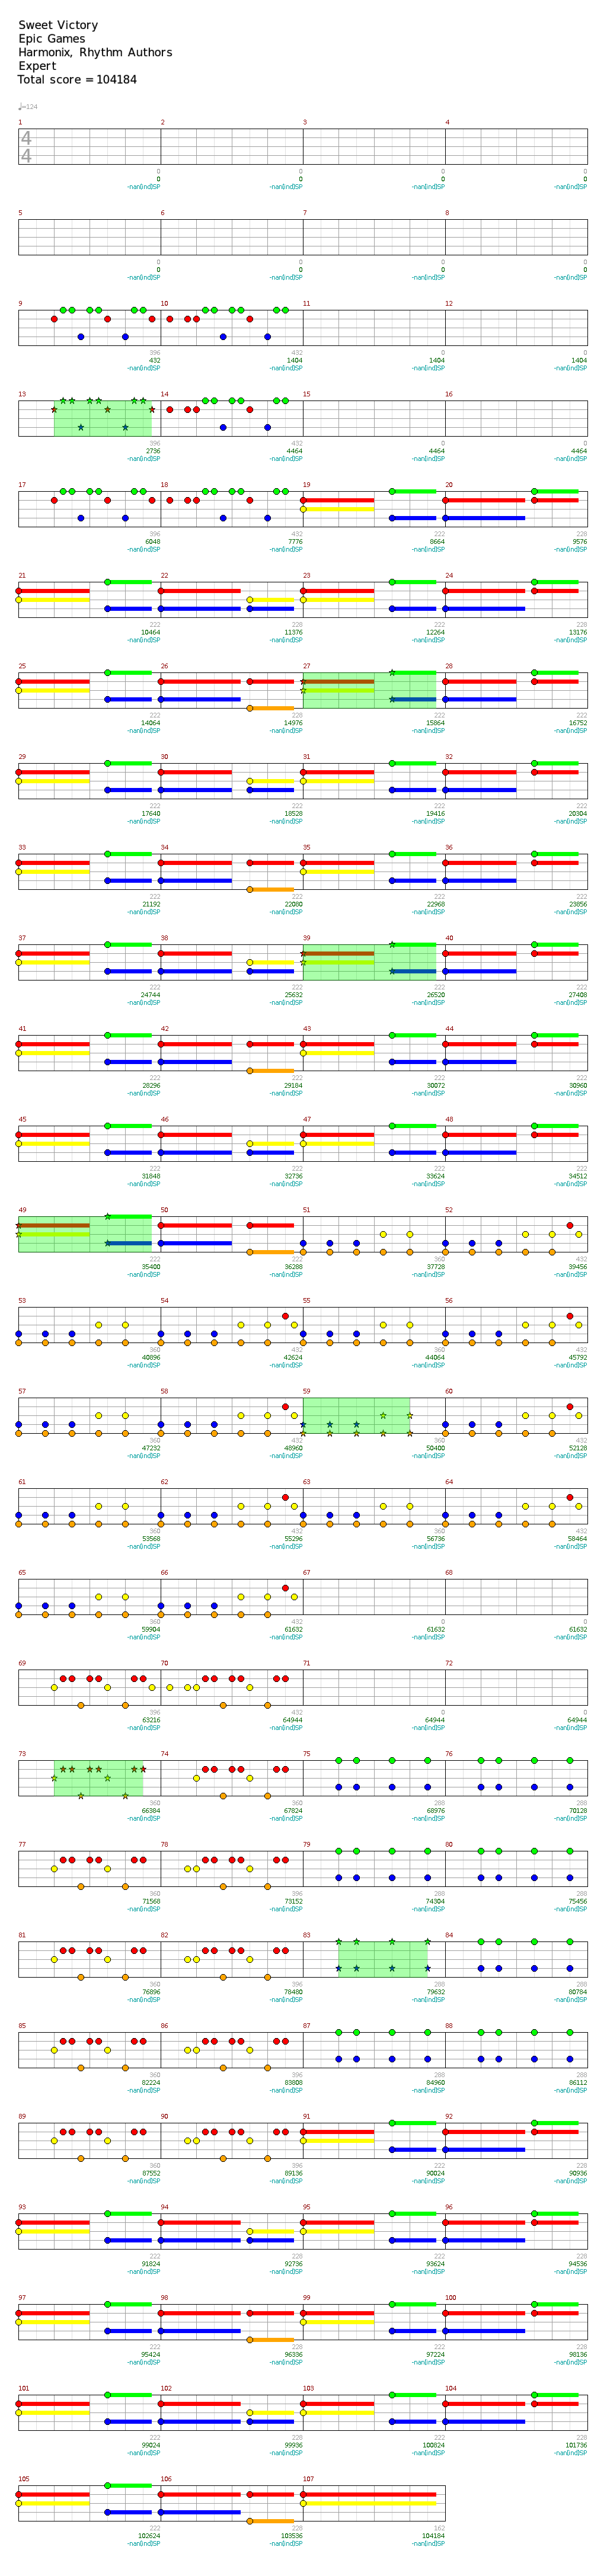 Sweet Victory
Epic Games
Harmonix, Rhythm Authors
Expert
Total score = 104184
♩=124
1 2 3 4
4
4
0 0 0 0
0 0 0 0
-nan(ind)SP -nan(ind)SP -nan(ind)SP -nan(ind)SP
5 6 7 8
0 0 0 0
0 0 0 0
-nan(ind)SP -nan(ind)SP -nan(ind)SP -nan(ind)SP
9 10 11 12
396 432 0 0
432 1404 1404 1404
-nan(ind)SP -nan(ind)SP -nan(ind)SP -nan(ind)SP
13 14 15 16
396 432 0 0
2736 4464 4464 4464
-nan(ind)SP -nan(ind)SP -nan(ind)SP -nan(ind)SP
17 18 19 20
396 432 222 228
6048 7776 8664 9576
-nan(ind)SP -nan(ind)SP -nan(ind)SP -nan(ind)SP
21 22 23 24
222 228 222 228
10464 11376 12264 13176
-nan(ind)SP -nan(ind)SP -nan(ind)SP -nan(ind)SP
25 26 27 28
222 228 222 222
14064 14976 15864 16752
-nan(ind)SP -nan(ind)SP -nan(ind)SP -nan(ind)SP
29 30 31 32
222 222 222 222
17640 18528 19416 20304
-nan(ind)SP -nan(ind)SP -nan(ind)SP -nan(ind)SP
33 34 35 36
222 222 222 222
21192 22080 22968 23856
-nan(ind)SP -nan(ind)SP -nan(ind)SP -nan(ind)SP
37 38 39 40
222 222 222 222
24744 25632 26520 27408
-nan(ind)SP -nan(ind)SP -nan(ind)SP -nan(ind)SP
41 42 43 44
222 222 222 222
28296 29184 30072 30960
-nan(ind)SP -nan(ind)SP -nan(ind)SP -nan(ind)SP
45 46 47 48
222 222 222 222
31848 32736 33624 34512
-nan(ind)SP -nan(ind)SP -nan(ind)SP -nan(ind)SP
49 50 51 52
222 222 360 432
35400 36288 37728 39456
-nan(ind)SP -nan(ind)SP -nan(ind)SP -nan(ind)SP
53 54 55 56
360 432 360 432
40896 42624 44064 45792
-nan(ind)SP -nan(ind)SP -nan(ind)SP -nan(ind)SP
57 58 59 60
360 432 360 432
47232 48960 50400 52128
-nan(ind)SP -nan(ind)SP -nan(ind)SP -nan(ind)SP
61 62 63 64
360 432 360 432
53568 55296 56736 58464
-nan(ind)SP -nan(ind)SP -nan(ind)SP -nan(ind)SP
65 66 67 68
360 432 0 0
59904 61632 61632 61632
-nan(ind)SP -nan(ind)SP -nan(ind)SP -nan(ind)SP
69 70 71 72
396 432 0 0
63216 64944 64944 64944
-nan(ind)SP -nan(ind)SP -nan(ind)SP -nan(ind)SP
73 74 75 76
360 360 288 288
66384 67824 68976 70128
-nan(ind)SP -nan(ind)SP -nan(ind)SP -nan(ind)SP
77 78 79 80
360 396 288 288
71568 73152 74304 75456
-nan(ind)SP -nan(ind)SP -nan(ind)SP -nan(ind)SP
81 82 83 84
360 396 288 288
76896 78480 79632 80784
-nan(ind)SP -nan(ind)SP -nan(ind)SP -nan(ind)SP
85 86 87 88
360 396 288 288
82224 83808 84960 86112
-nan(ind)SP -nan(ind)SP -nan(ind)SP -nan(ind)SP
89 90 91 92
360 396 222 228
87552 89136 90024 90936
-nan(ind)SP -nan(ind)SP -nan(ind)SP -nan(ind)SP
93 94 95 96
222 228 222 228
91824 92736 93624 94536
-nan(ind)SP -nan(ind)SP -nan(ind)SP -nan(ind)SP
97 98 99 100
222 228 222 228
95424 96336 97224 98136
-nan(ind)SP -nan(ind)SP -nan(ind)SP -nan(ind)SP
101 102 103 104
222 228 222 228
99024 99936 100824 101736
-nan(ind)SP -nan(ind)SP -nan(ind)SP -nan(ind)SP
105 106 107
222 228 162
102624 103536 104184
-nan(ind)SP -nan(ind)SP -nan(ind)SP